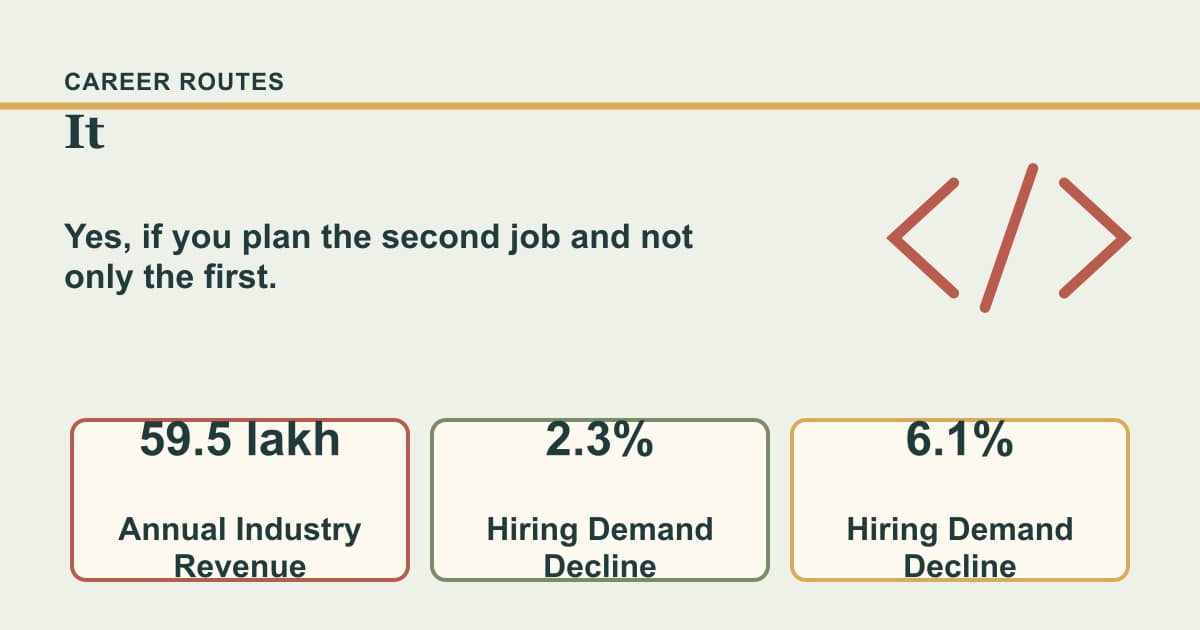 CAREER ROUTES
It
Yes, if you plan the second job and not
only the first.
59.5 lakh
Annual Industry
Revenue
2.3%
Hiring Demand
Decline
6.1%
Hiring Demand
Decline